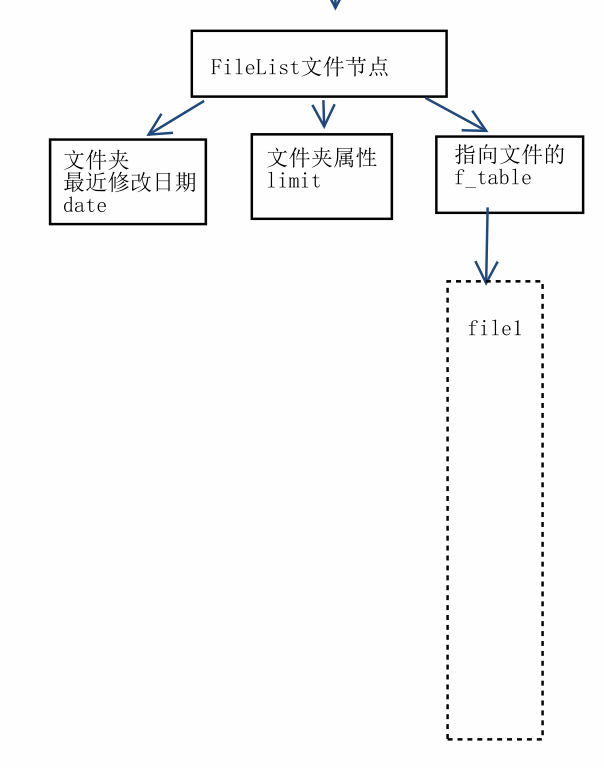 FileList文件节点
文件夹
最近修改日期
date
文件夹属性
limit
指向文件的
f_table
file1